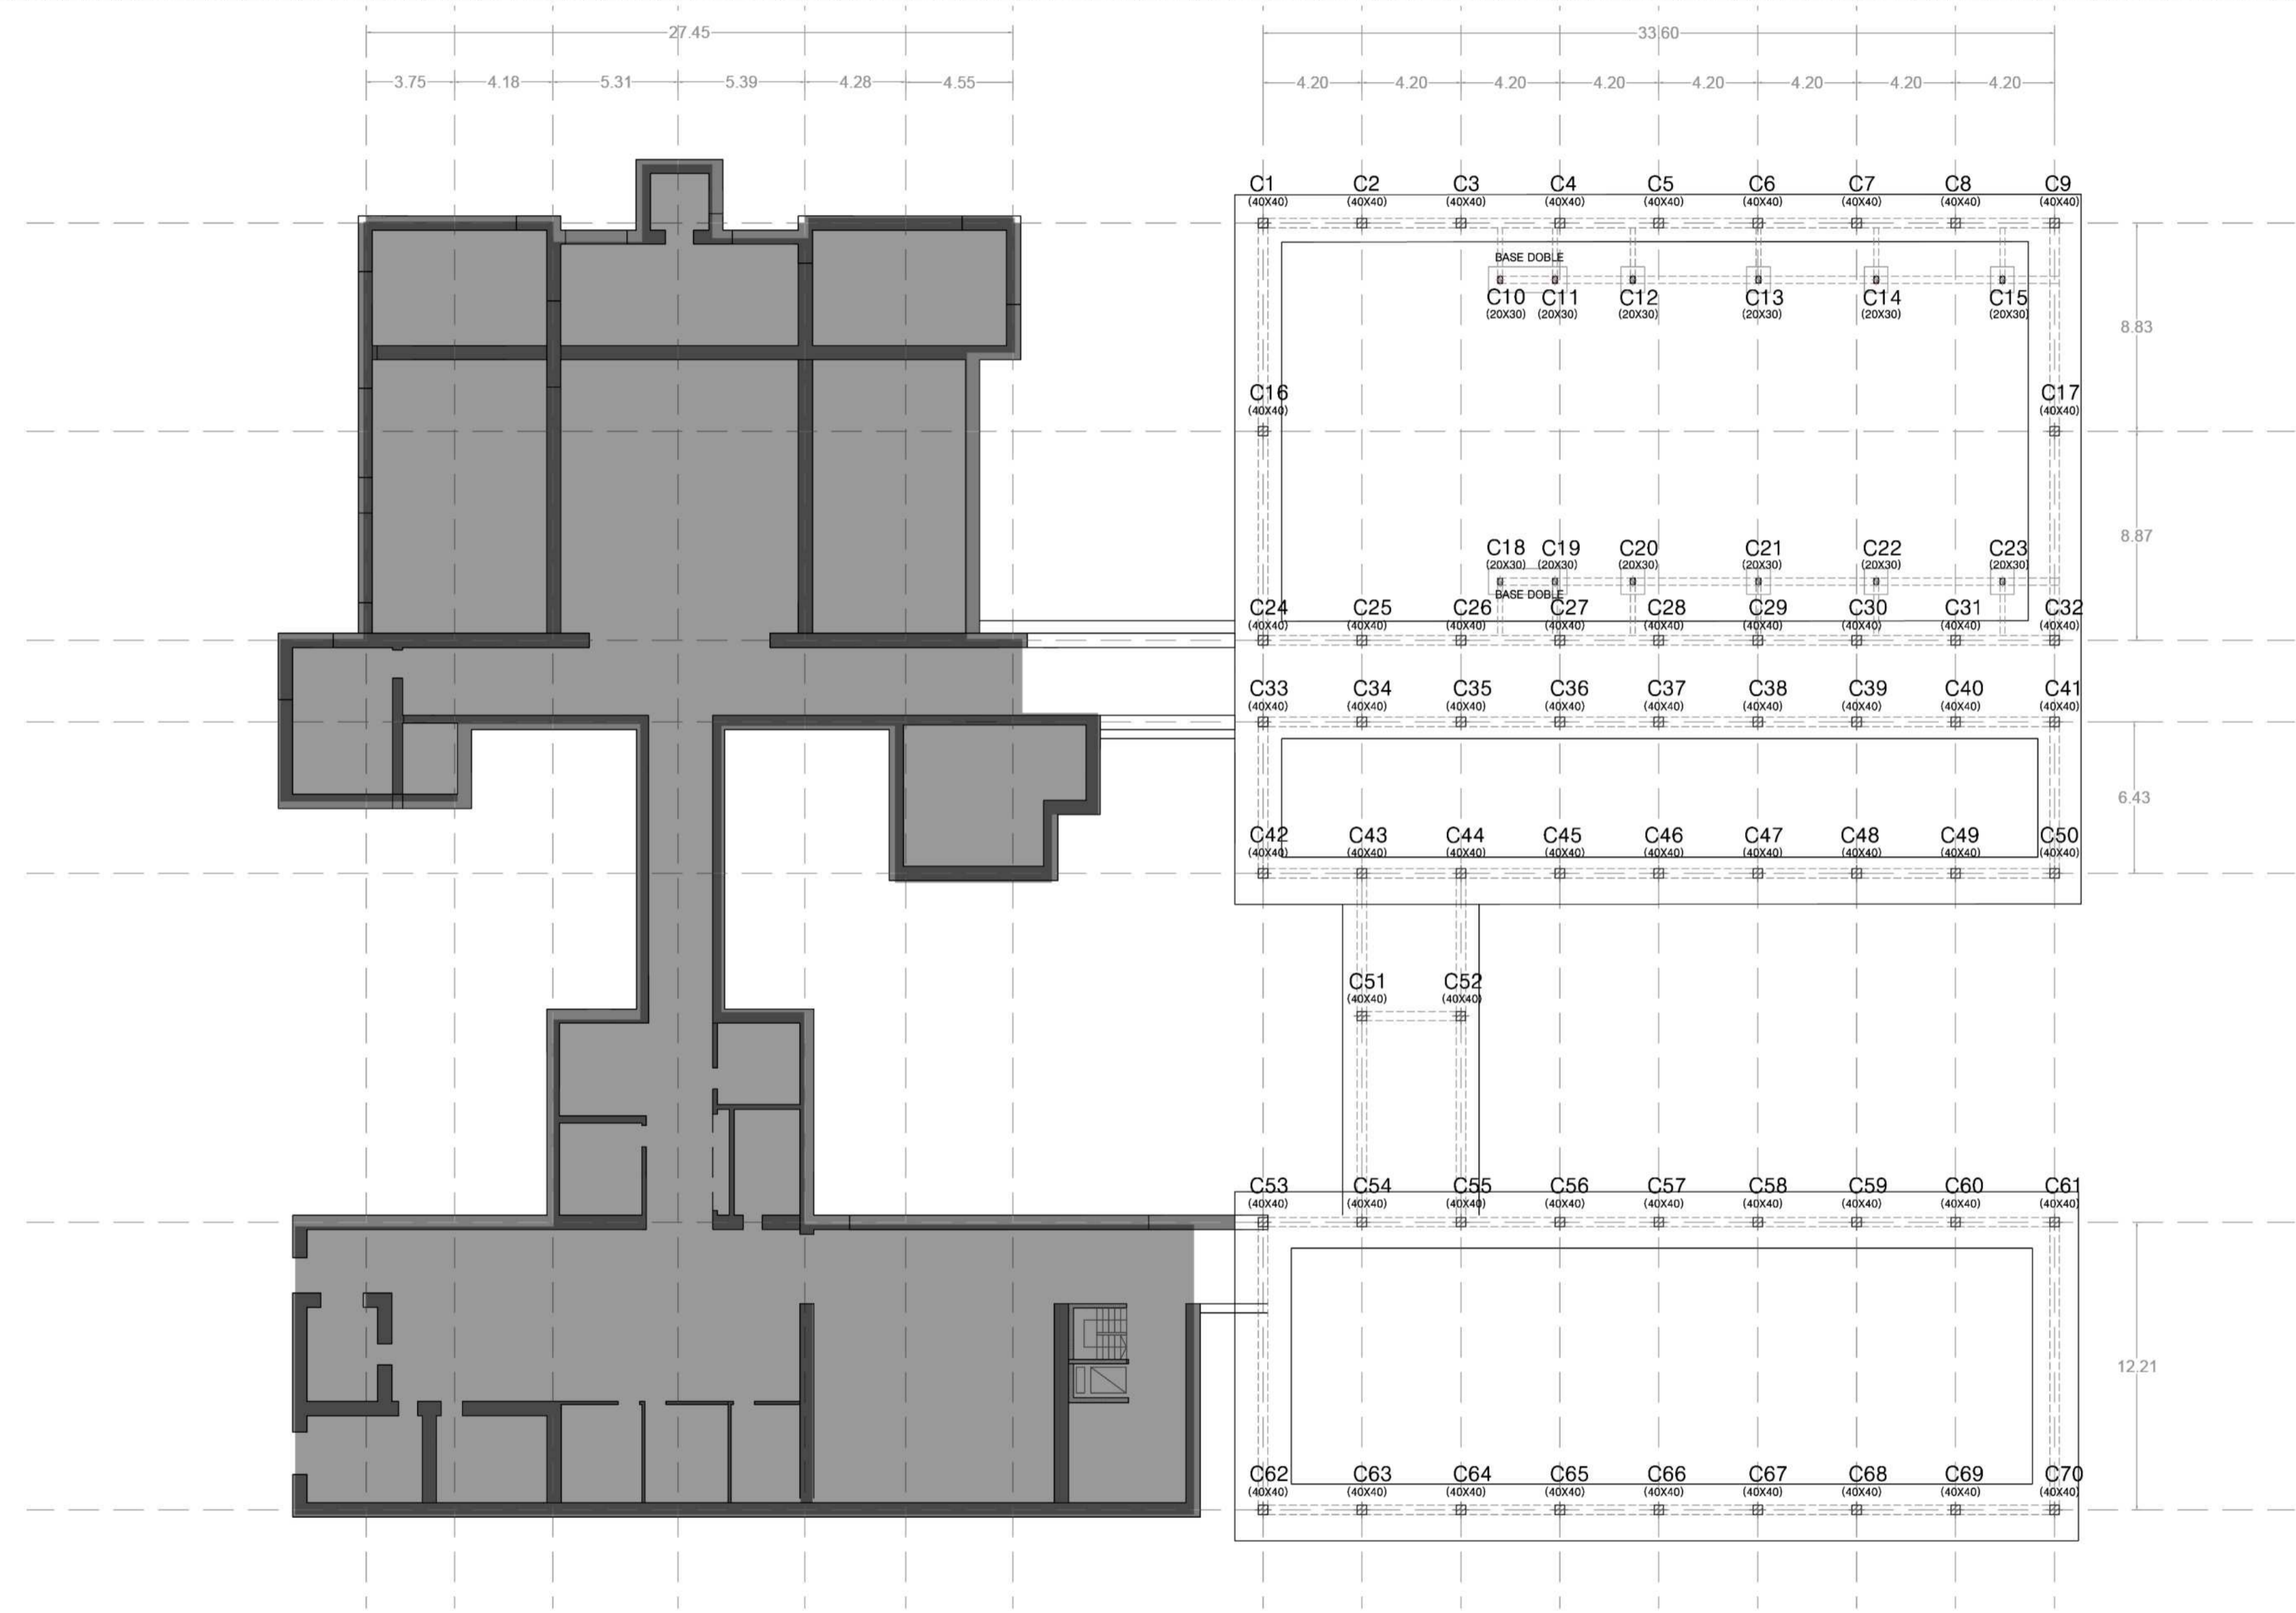 27.45
33.60
3.75 4.18 5.31 5.39 4.28 4.55
4.20 4.20 4.20 4.20 4.20 4.20 4.20 4.20
C1 C2 C3 C4 C5 C6 C7 C8 C9
(40X40) (40X40) (40X40) (40X40) (40X40) (40X40) (40X40) (40X40) (40X40)
BASE DOBLE
C10 C11 C12 C13 C14 C15
(20X30) (20X30) (20X30) (20X30) (20X30) (20X30)
8.83
C16 C17
(40X40) (40X40)
8.87
C18 C19 C20 C21 C22 C23
(20X30) (20X30) (20X30) (20X30) (20X30) (20X30)
BASE DOBLE
C24 C25 C26 C27 C28 C29 C30 C31 C32
(40X40) (40X40) (40X40) (40X40) (40X40) (40X40) (40X40) (40X40) (40X40)
C33 C34 C35 C36 C37 C38 C39 C40 C41
(40X40) (40X40) (40X40) (40X40) (40X40) (40X40) (40X40) (40X40) (40X40)
6.43
C42 C43 C44 C45 C46 C47 C48 C49 C50
(40X40) (40X40) (40X40) (40X40) (40X40) (40X40) (40X40) (40X40) (40X40)
C51 C52
(40X40) (40X40)
C53 C54 C55 C56 C57 C58 C59 C60 C61
(40X40) (40X40) (40X40) (40X40) (40X40) (40X40) (40X40) (40X40) (40X40)
12.21
C62 C63 C64 C65 C66 C67 C68 C69 C70
(40X40) (40X40) (40X40) (40X40) (40X40) (40X40) (40X40) (40X40) (40X40)